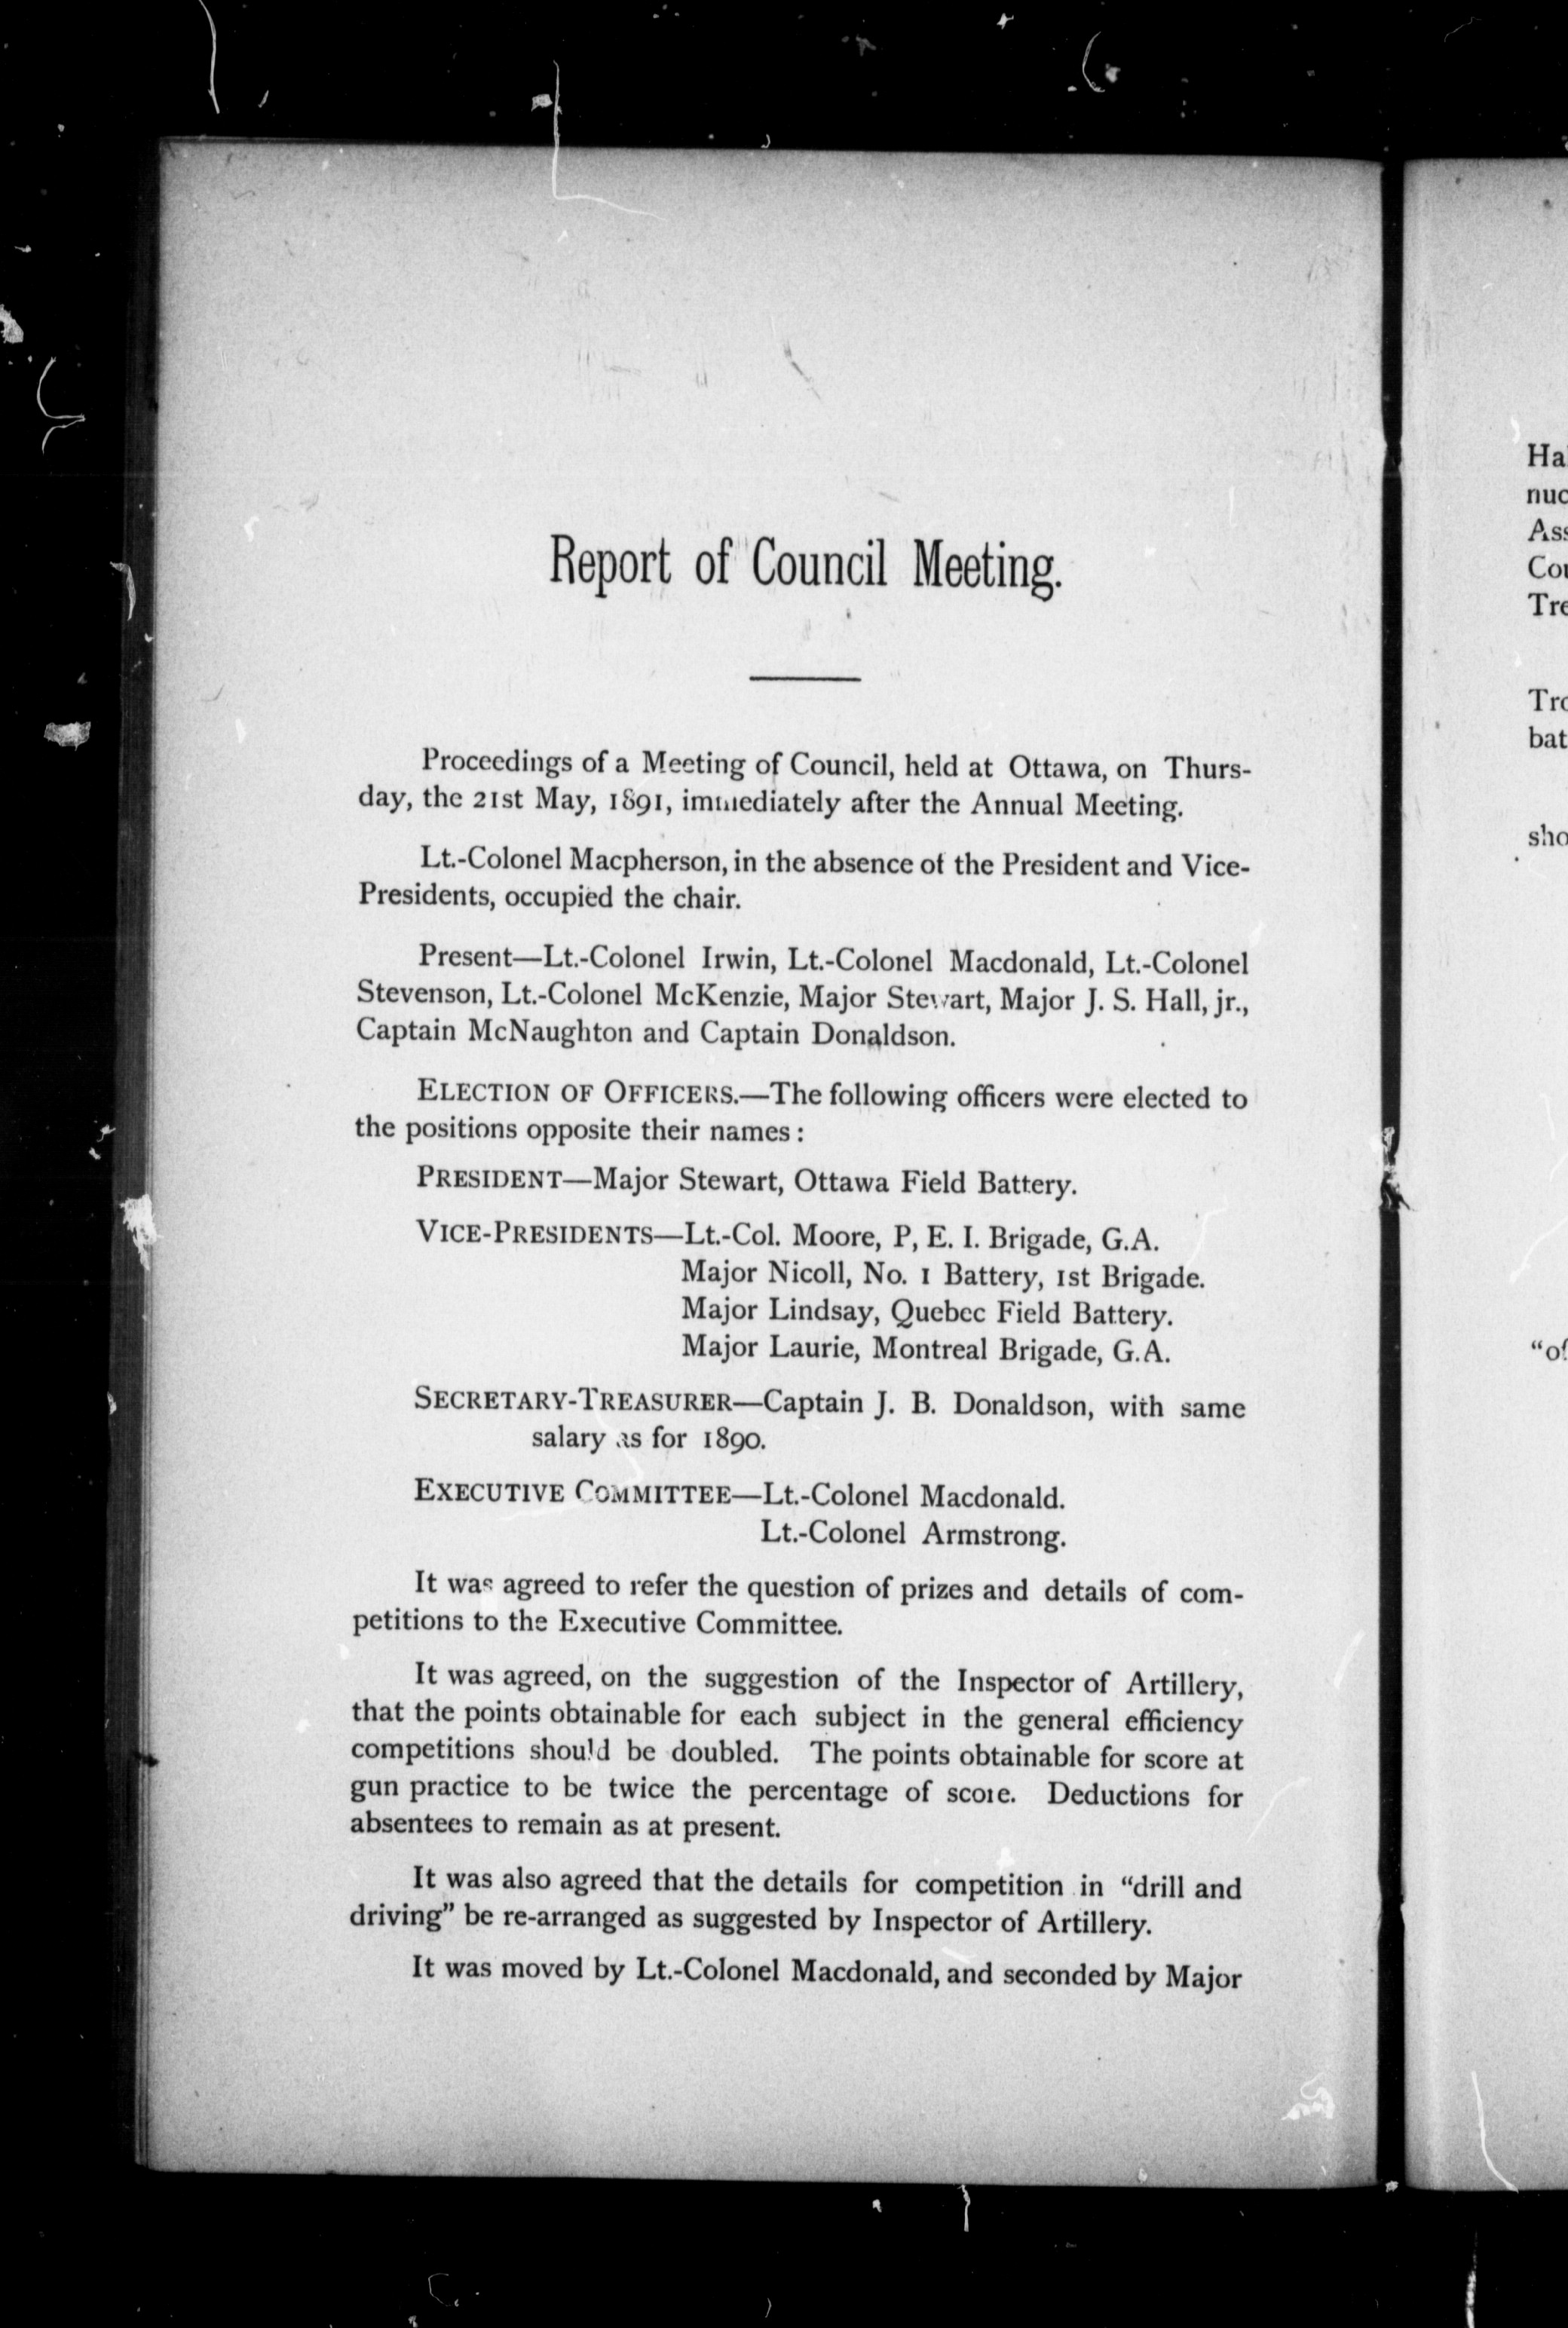 Report of Council Meeting.
Proceedings of a Meeting of Council, held at Ottawa, on Thurs-
day, the 21st May, 1891, immediately after the Annual Meeting.
Lt.-Colonel Macpherson, in the absence of the President and Vice-
Presidents, occupied the chair.
Present—Lt.-Colonel Irwin, Lt.-Colonel Macdonald, Lt.-Colonel
Stevenson, Lt.-Colonel McKenzie, Major Stewart, Major J. S. Hall, jr.,
Captain McNaughton and Captain Donaldson.
ELECTION OF OFFICERS.—The following officers were elected to
the positions opposite their names :
PRESIDENT—Major Stewart, Ottawa Field Battery.
VICE-PRESIDENTS—Lt.-Col. Moore, P, E. I. Brigade, G.A.
Major Nicoll, No. 1 Battery, 1st Brigade.
Major Lindsay, Quebec Field Battery.
Major Laurie, Montreal Brigade, G.A.
SECRETARY-TREASURER—Captain J. B. Donaldson, with same
salary as for 1890.
EXECUTIVE COMMITTEE—Lt.-Colonel Macdonald.
Lt.-Colonel Armstrong.
It was agreed to refer the question of prizes and details of com-
petitions to the Executive Committee.
It was agreed, on the suggestion of the Inspector of Artillery,
that the points obtainable for each subject in the general efficiency
competitions should be doubled. The points obtainable for score at
gun practice to be twice the percentage of score. Deductions for
absentees to remain as at present.
It was also agreed that the details for competition in “drill and
driving” be re-arranged as suggested by Inspector of Artillery.
It was moved by Lt.-Colonel Macdonald, and seconded by Major
Ha
nuc
Ass
Cou
Tre
Tro
bat
sho
“of